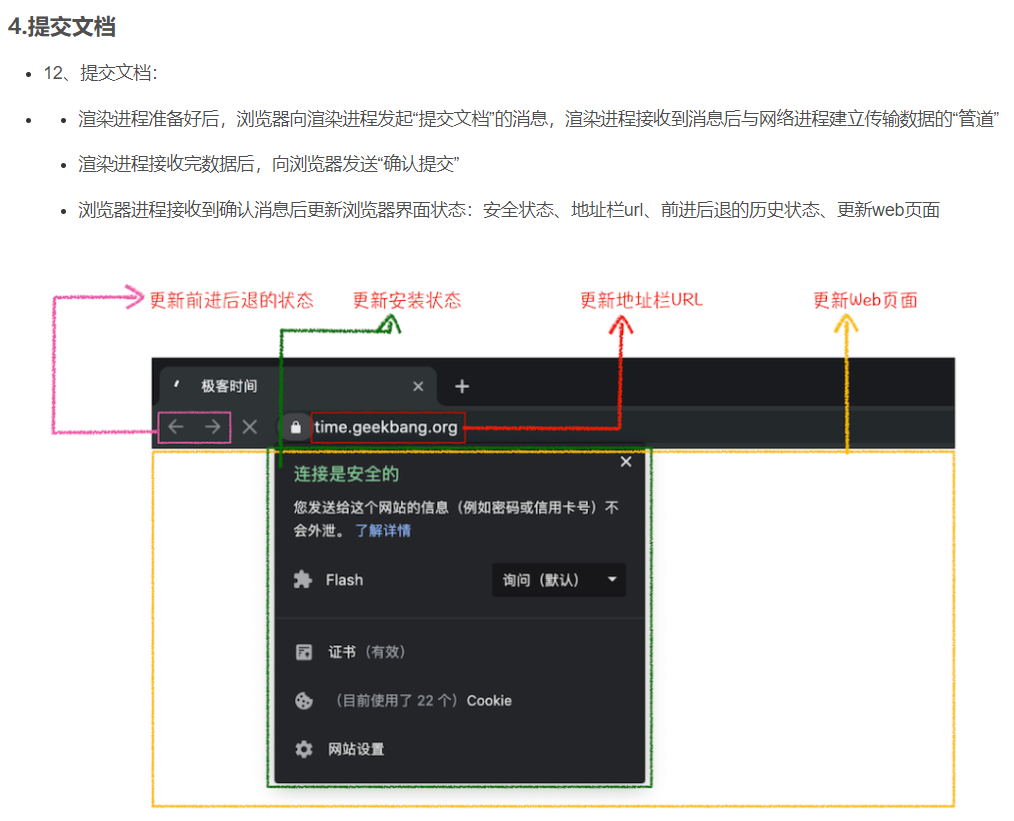 4.提交文档
12、提交文档：
渲染进程准备好后，浏览器向渲染进程发起“提交文档”的消息，渲染进程接收到消息后与网络进程建立传输数据的“管道”
渲染进程接收完数据后，向浏览器发送“确认提交”
浏览器进程接收到确认消息后更新浏览器界面状态：安全状态、地址栏url、前进后退的历史状态、更新web页面
更新前进后退的状态 更新安装状态 更新地址栏URL 更新Web页面
极客时间
time.geekbang.org
连接是安全的
您发送给这个网站的信息（例如密码或信用卡号）不
会外泄。 了解详情
Flash 询问（默认）
证书（有效）
（目前使用了 22 个）Cookie
网站设置